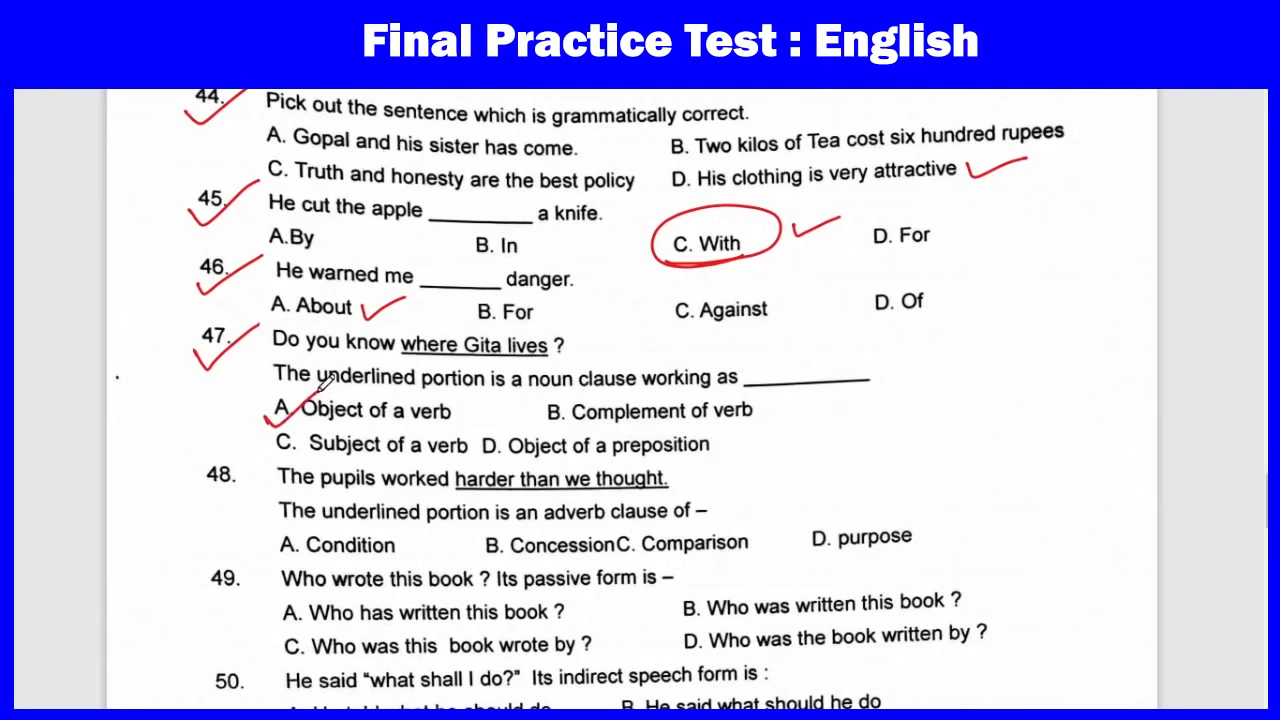 Final Practice Test : English
44. Pick out the sentence which is grammatically correct.
A. Gopal and his sister has come. B. Two kilos of Tea cost six hundred rupees
C. Truth and honesty are the best policy D. His clothing is very attractive
45. He cut the apple __________ a knife.
A.By B. In C. With D. For
46. He warned me ________ danger.
A. About B. For C. Against D. Of
47. Do you know where Gita lives ?
The underlined portion is a noun clause working as ____________
A. Object of a verb B. Complement of verb
C. Subject of a verb D. Object of a preposition
48. The pupils worked harder than we thought.
The underlined portion is an adverb clause of –
A. Condition B. Concession C. Comparison D. purpose
49. Who wrote this book ? Its passive form is –
A. Who has written this book ? B. Who was written this book ?
C. Who was this book wrote by ? D. Who was the book written by ?
50. He said “what shall I do?” Its indirect speech form is :
B. He said what should he do